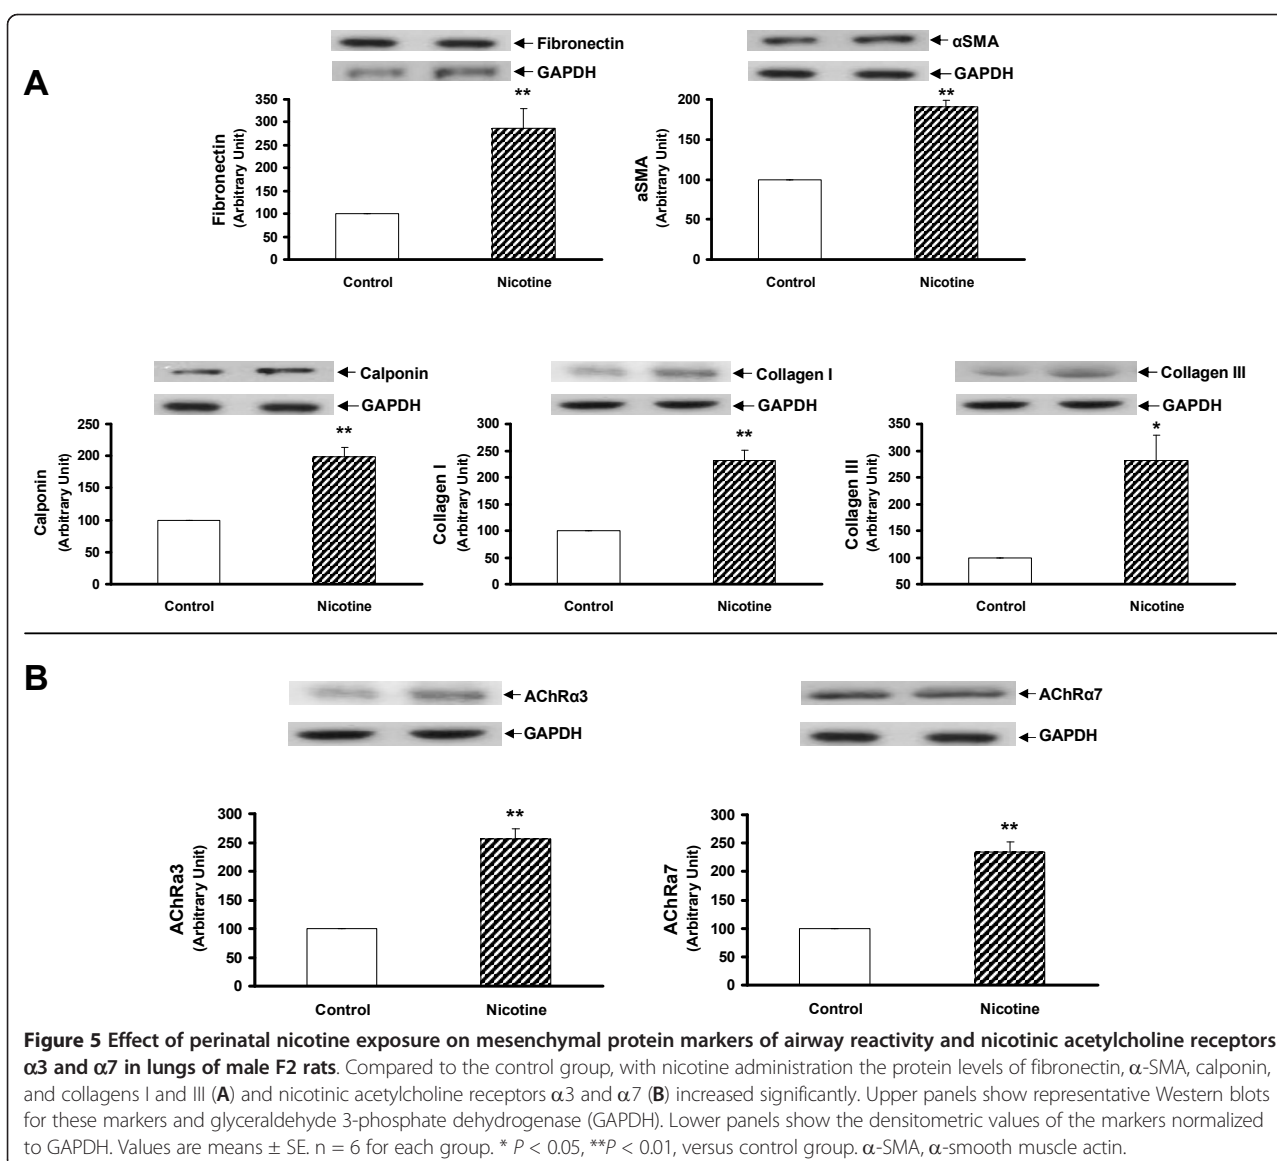 A
Fibronectin
GAPDH
**
350
300
250
200
150
100
50
0
Fibronectin
(Arbitrary Unit)
Control Nicotine
αSMA
GAPDH
**
200
150
100
50
0
aSMA
(Arbitrary Unit)
Control Nicotine
Calponin
GAPDH
**
250
200
150
100
50
0
Calponin
(Arbitrary Unit)
Control Nicotine
Collagen I
GAPDH
**
300
250
200
150
100
50
0
Collagen I
(Arbitrary Unit)
Control Nicotine
Collagen III
GAPDH
*
350
300
250
200
150
100
50
Collagen III
(Arbitrary Unit)
Control Nicotine
B
AChRα3
GAPDH
**
300
250
200
150
100
50
0
AChRa3
(Arbitrary Unit)
Control Nicotine
AChRα7
GAPDH
**
300
250
200
150
100
50
0
AChRa7
(Arbitrary Unit)
Control Nicotine
Figure 5 Effect of perinatal nicotine exposure on mesenchymal protein markers of airway reactivity and nicotinic acetylcholine receptors
α3 and α7 in lungs of male F2 rats. Compared to the control group, with nicotine administration the protein levels of fibronectin, α-SMA, calponin,
and collagens I and III (A) and nicotinic acetylcholine receptors α3 and α7 (B) increased significantly. Upper panels show representative Western blots
for these markers and glyceraldehyde 3-phosphate dehydrogenase (GAPDH). Lower panels show the densitometric values of the markers normalized
to GAPDH. Values are means ± SE. n = 6 for each group. * P < 0.05, **P < 0.01, versus control group. α-SMA, α-smooth muscle actin.